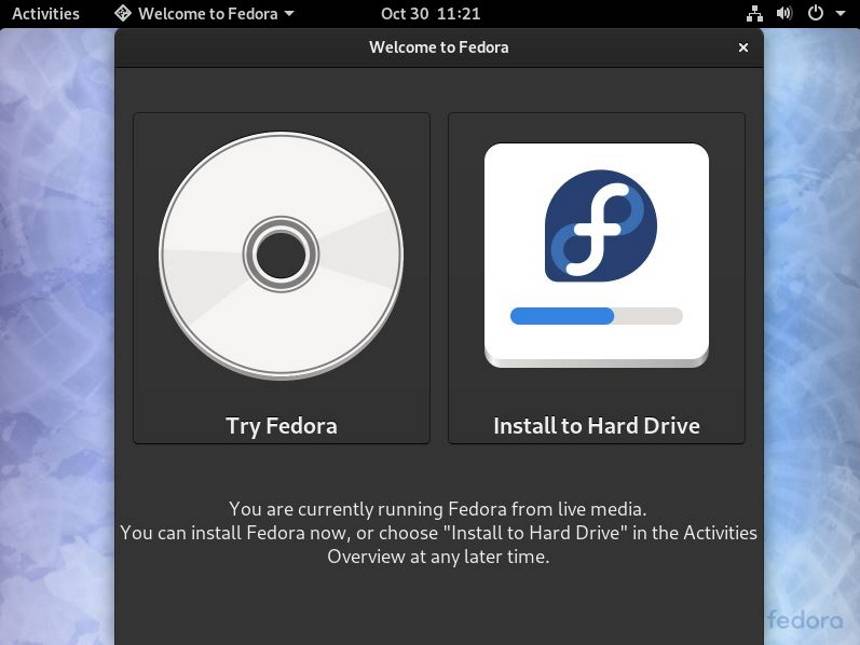 Activities
Welcome to Fedora
Oct 30 11:21
Welcome to Fedora
Try Fedora
Install to Hard Drive
You are currently running Fedora from live media.
You can install Fedora now, or choose "Install to Hard Drive" in the Activities
Overview at any later time.
fedora